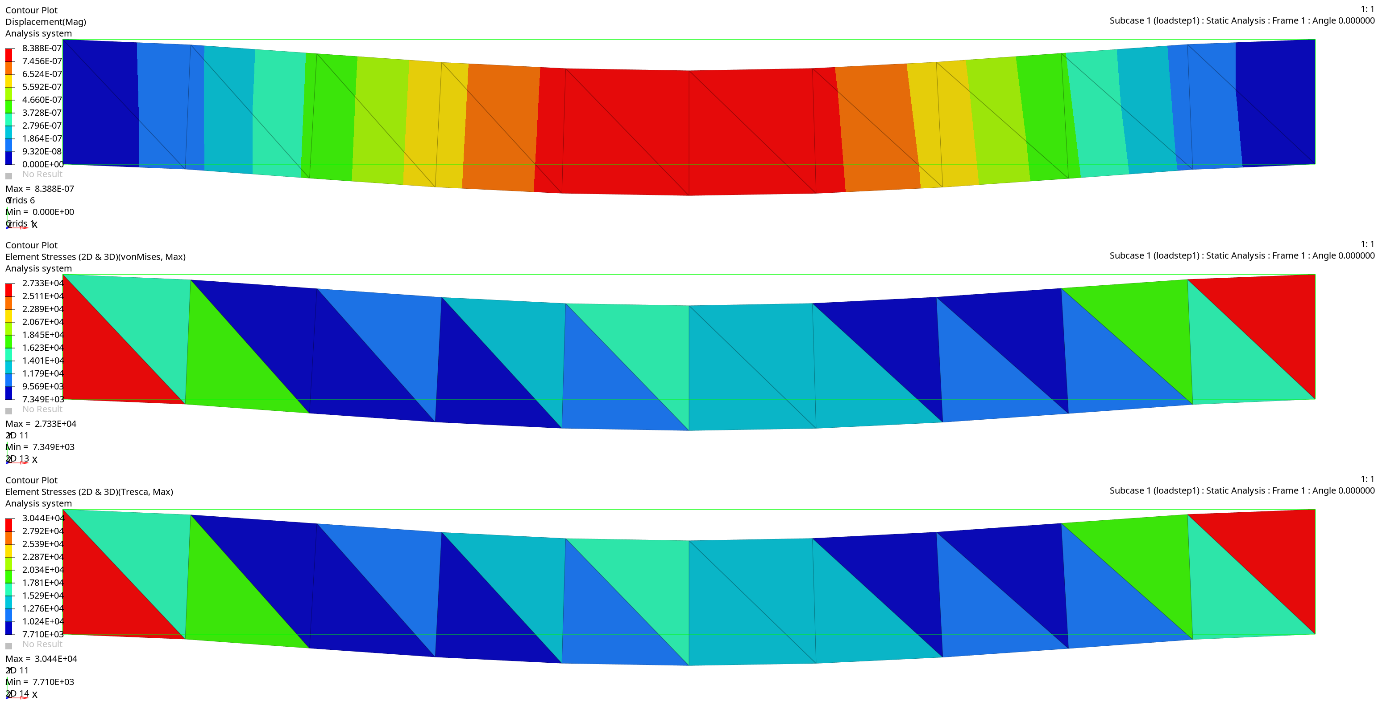 Contour Plot
Displacement(Mag)
Analysis system
1: 1
Subcase 1 (loadstep1) : Static Analysis : Frame 1 : Angle 0.000000
8.388E-07
7.456E-07
6.524E-07
5.592E-07
4.660E-07
3.728E-07
2.796E-07
1.864E-07
9.320E-08
0.000E+00
No Result
Max = 8.388E-07
Grids 6
Min = 0.000E+00
Grids 1
X
Contour Plot
Element Stresses (2D & 3D)(vonMises, Max)
Analysis system
1: 1
Subcase 1 (loadstep1) : Static Analysis : Frame 1 : Angle 0.000000
2.733E+04
2.511E+04
2.289E+04
2.067E+04
1.845E+04
1.623E+04
1.401E+04
1.179E+04
9.569E+03
7.349E+03
No Result
Max = 2.733E+04
2D 11
Min = 7.349E+03
2D 13 X
Contour Plot
Element Stresses (2D & 3D)(Tresca, Max)
Analysis system
1: 1
Subcase 1 (loadstep1) : Static Analysis : Frame 1 : Angle 0.000000
3.044E+04
2.792E+04
2.539E+04
2.287E+04
2.034E+04
1.781E+04
1.529E+04
1.276E+04
1.024E+04
7.710E+03
No Result
Max = 3.044E+04
2D 11
Min = 7.710E+03
2D 14 X